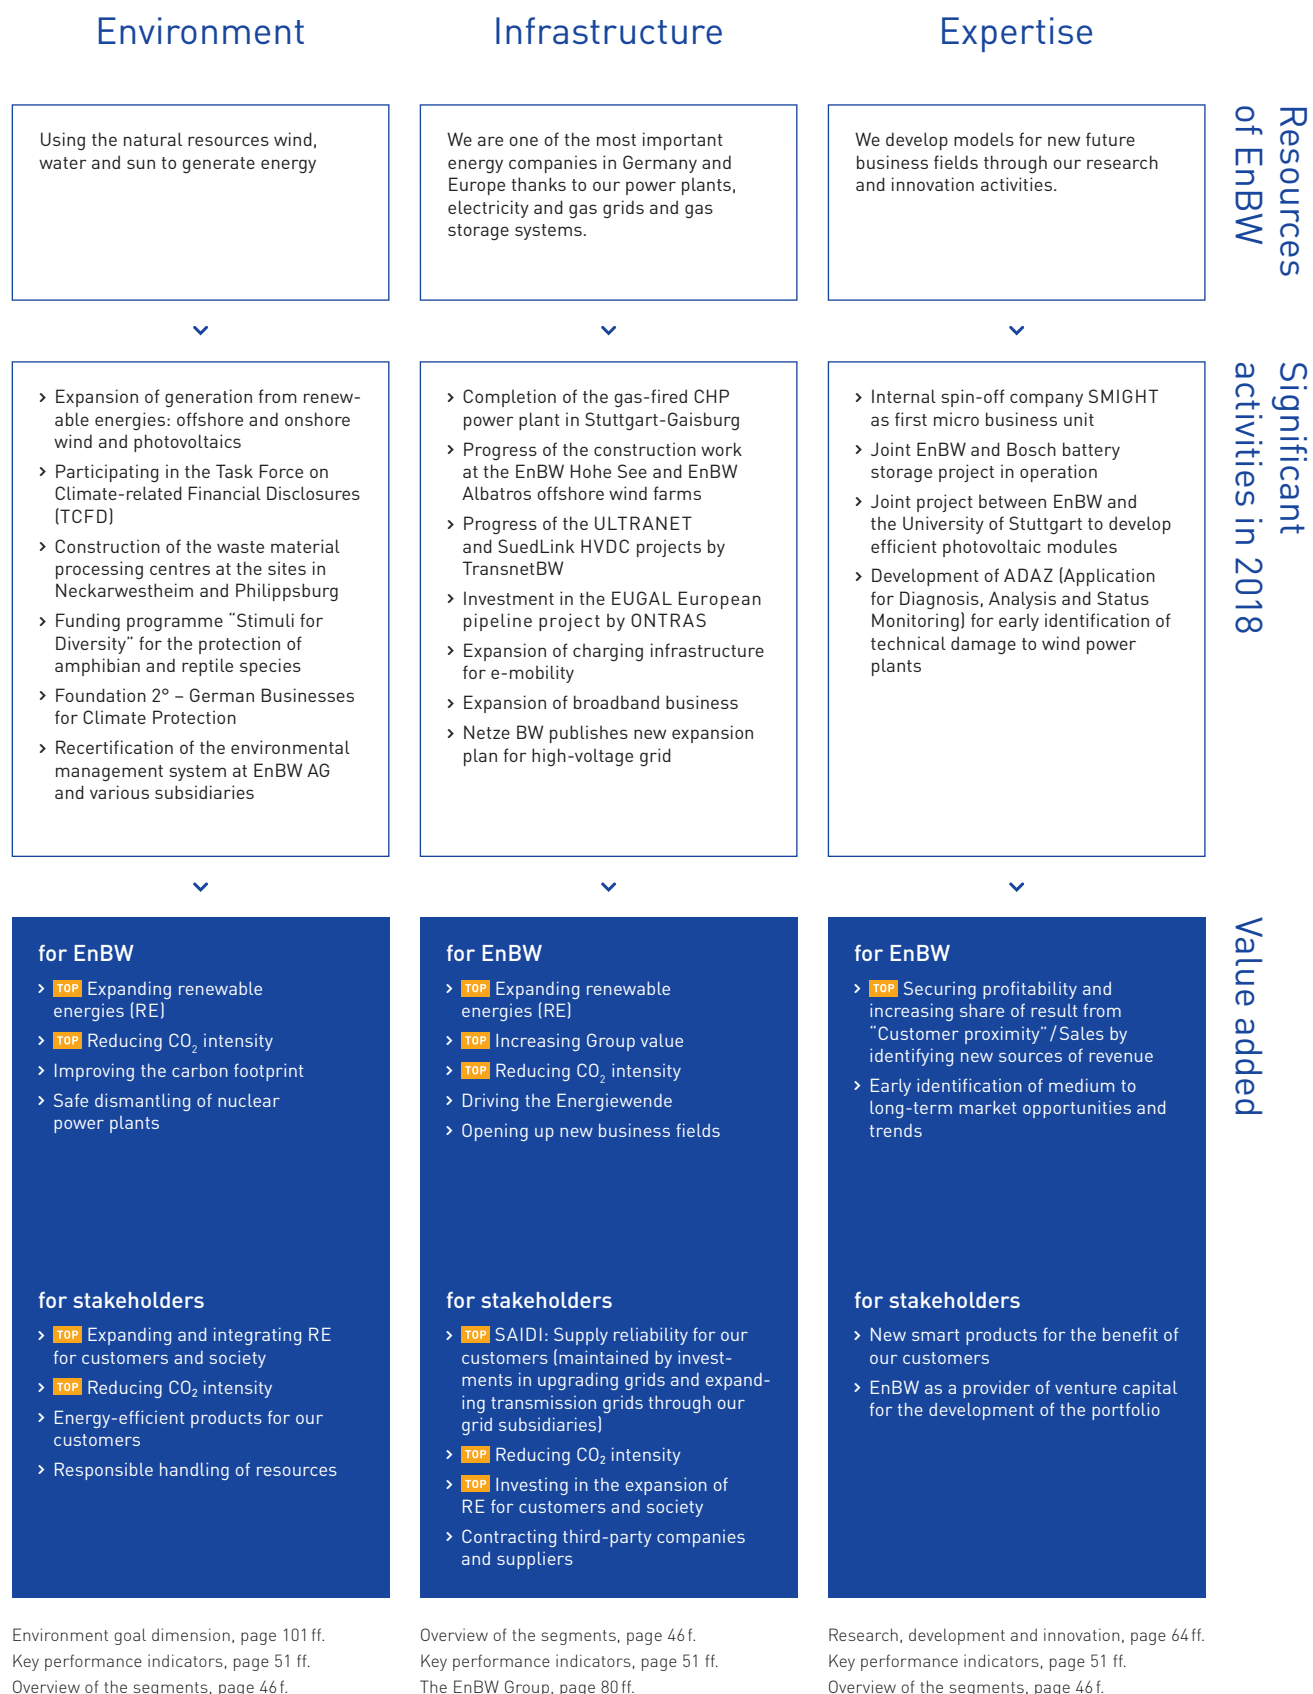 Environment
Infrastructure
Expertise
Resources
of EnBW
Using the natural resources wind,
water and sun to generate energy
We are one of the most important
energy companies in Germany and
Europe thanks to our power plants,
electricity and gas grids and gas
storage systems.
We develop models for new future
business fields through our research
and innovation activities.
Significant
activities in 2018
› Expansion of generation from renew-
able energies: offshore and onshore
wind and photovoltaics
› Participating in the Task Force on
Climate-related Financial Disclosures
(TCFD)
› Construction of the waste material
processing centres at the sites in
Neckarwestheim and Philippsburg
› Funding programme “Stimuli for
Diversity” for the protection of
amphibian and reptile species
› Foundation 2° – German Businesses
for Climate Protection
› Recertification of the environmental
management system at EnBW AG
and various subsidiaries
› Completion of the gas-fired CHP
power plant in Stuttgart-Gaisburg
› Progress of the construction work
at the EnBW Hohe See and EnBW
Albatros offshore wind farms
› Progress of the ULTRANET
and SuedLink HVDC projects by
TransnetBW
› Investment in the EUGAL European
pipeline project by ONTRAS
› Expansion of charging infrastructure
for e-mobility
› Expansion of broadband business
› Netze BW publishes new expansion
plan for high-voltage grid
› Internal spin-off company SMIGHT
as first micro business unit
› Joint EnBW and Bosch battery
storage project in operation
› Joint project between EnBW and
the University of Stuttgart to develop
efficient photovoltaic modules
› Development of ADAZ (Application
for Diagnosis, Analysis and Status
Monitoring) for early identification of
technical damage to wind power
plants
Value added
for EnBW
› TOP Expanding renewable
energies (RE)
› TOP Reducing CO₂ intensity
› Improving the carbon footprint
› Safe dismantling of nuclear
power plants
for stakeholders
› TOP Expanding and integrating RE
for customers and society
› TOP Reducing CO₂ intensity
› Energy-efficient products for our
customers
› Responsible handling of resources
for EnBW
› TOP Expanding renewable
energies (RE)
› TOP Increasing Group value
› TOP Reducing CO₂ intensity
› Driving the Energiewende
› Opening up new business fields
for stakeholders
› TOP SAIDI: Supply reliability for our
customers (maintained by invest-
ments in upgrading grids and expand-
ing transmission grids through our
grid subsidiaries)
› TOP Reducing CO₂ intensity
› TOP Investing in the expansion of
RE for customers and society
› Contracting third-party companies
and suppliers
for EnBW
› TOP Securing profitability and
increasing share of result from
“Customer proximity”/Sales by
identifying new sources of revenue
› Early identification of medium to
long-term market opportunities and
trends
for stakeholders
› New smart products for the benefit of
our customers
› EnBW as a provider of venture capital
for the development of the portfolio
Environment goal dimension, page 101 ff.
Key performance indicators, page 51 ff.
Overview of the segments, page 46 f.
Overview of the segments, page 46 f.
Key performance indicators, page 51 ff.
The EnBW Group, page 80 ff.
Research, development and innovation, page 64 ff.
Key performance indicators, page 51 ff.
Overview of the segments, page 46 f.